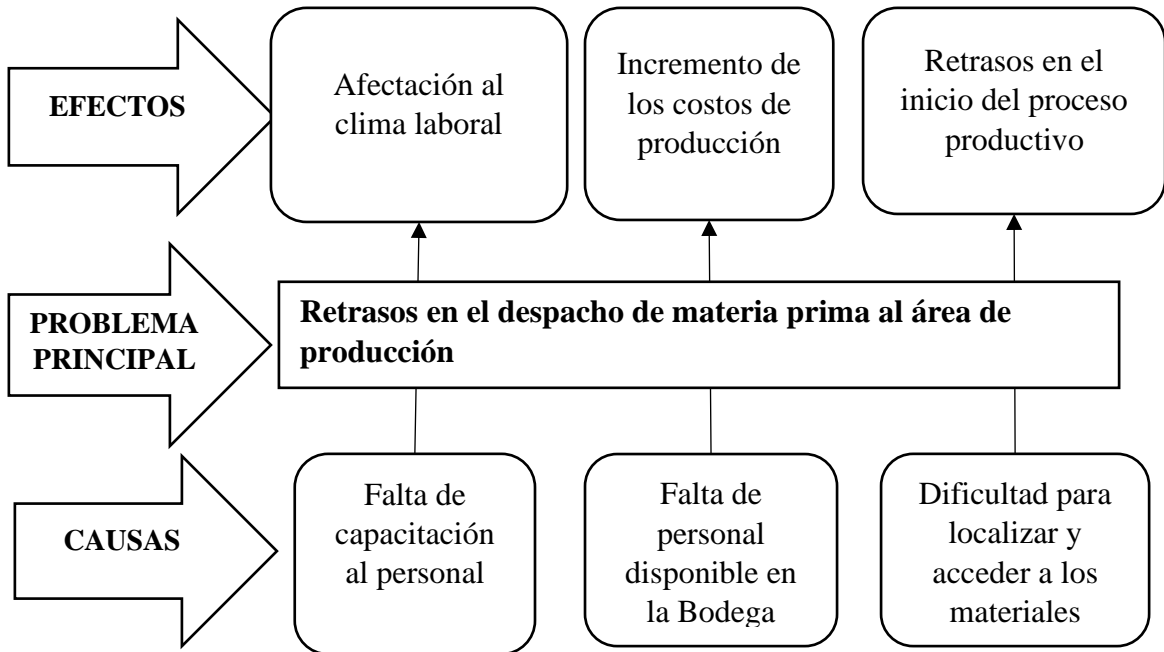 EFECTOS
Afectación al
clima laboral
Incremento de
los costos de
producción
Retrasos en el
inicio del proceso
productivo
PROBLEMA
PRINCIPAL
Retrasos en el despacho de materia prima al área de
producción
CAUSAS
Falta de
capacitación
al personal
Falta de
personal
disponible en
la Bodega
Dificultad para
localizar y
acceder a los
materiales